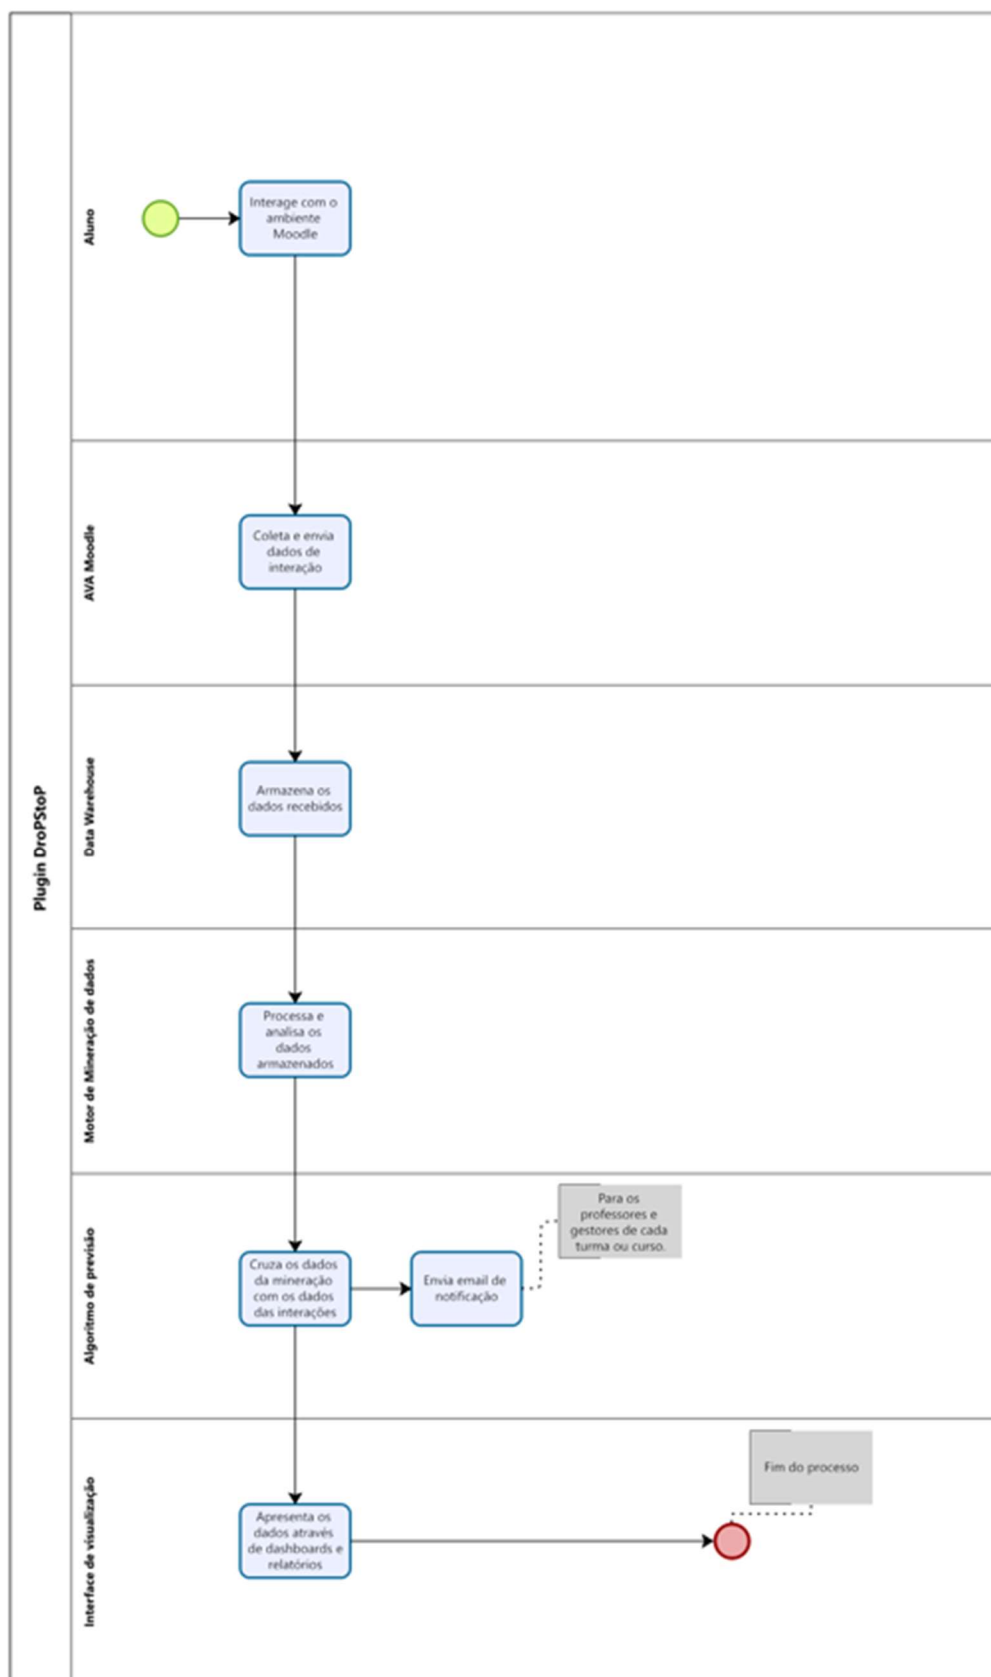 Plugin DroPStoP
Aluno
Interage com o
ambiente
Moodle
AVA Moodle
Coleta e envia
dados de
interação
Data Warehouse
Armazena os
dados recebidos
Motor de Mineração de dados
Processa e
analisa os
dados
armazenados
Algoritmo de previsão
Cruza os dados
da mineração
com os dados
das interações
Envia email de
notificação
Para os
professores e
gestores de cada
turma ou curso.
Interface de visualização
Apresenta os
dados através
de dashboards e
relatórios
Fim do processo